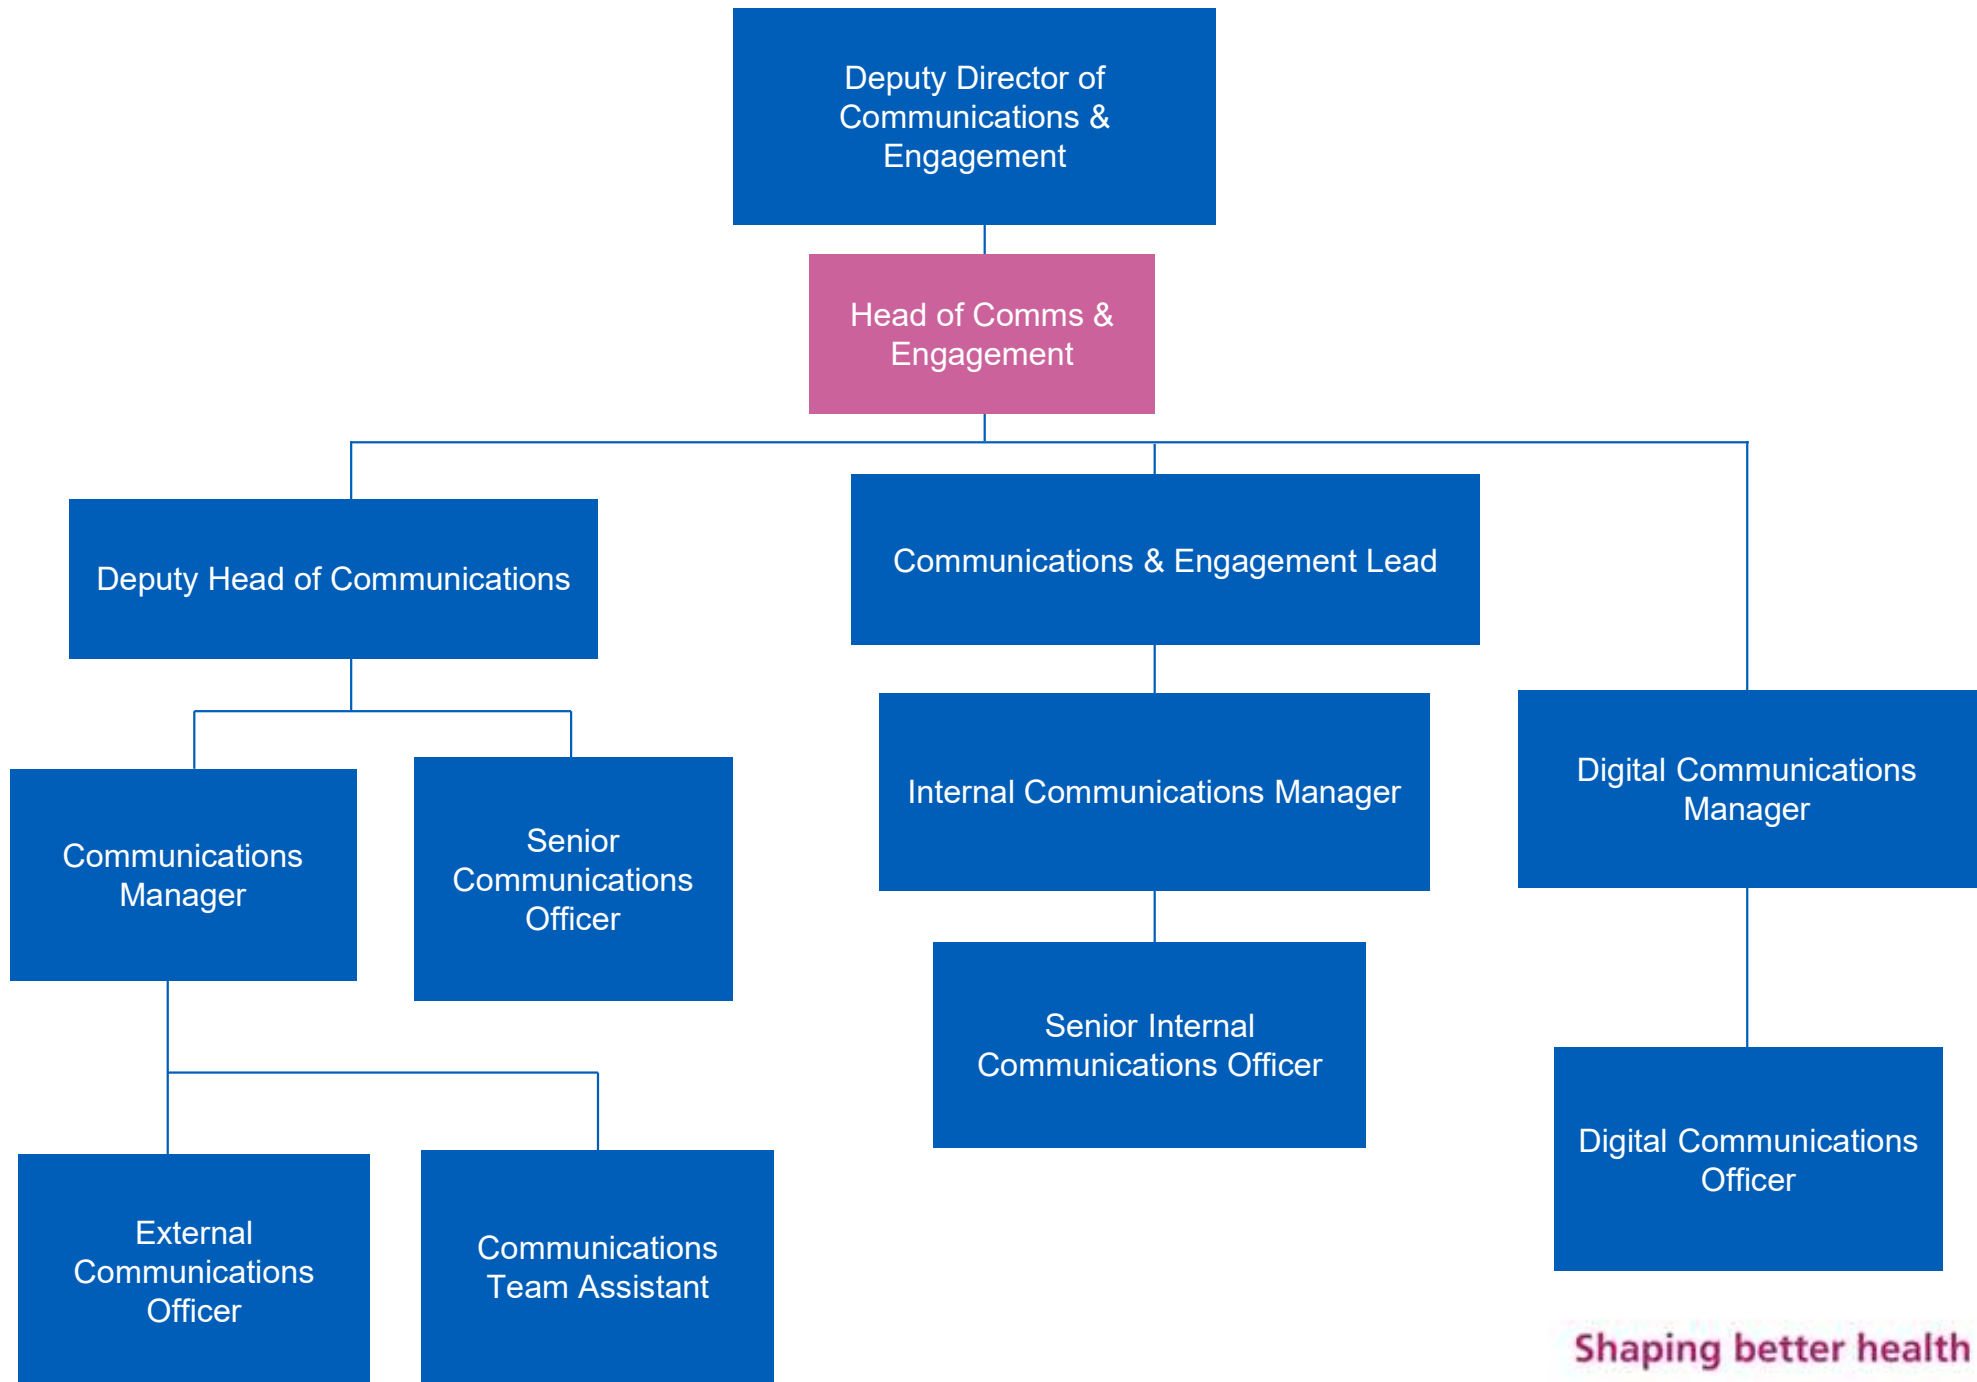 Deputy Director of
Communications &
Engagement
Head of Comms &
Engagement
Deputy Head of Communications
Communications & Engagement Lead
Internal Communications Manager
Digital Communications
Manager
Communications
Manager
Senior
Communications
Officer
Senior Internal
Communications Officer
Digital Communications
Officer
External
Communications
Officer
Communications
Team Assistant
Shaping better health